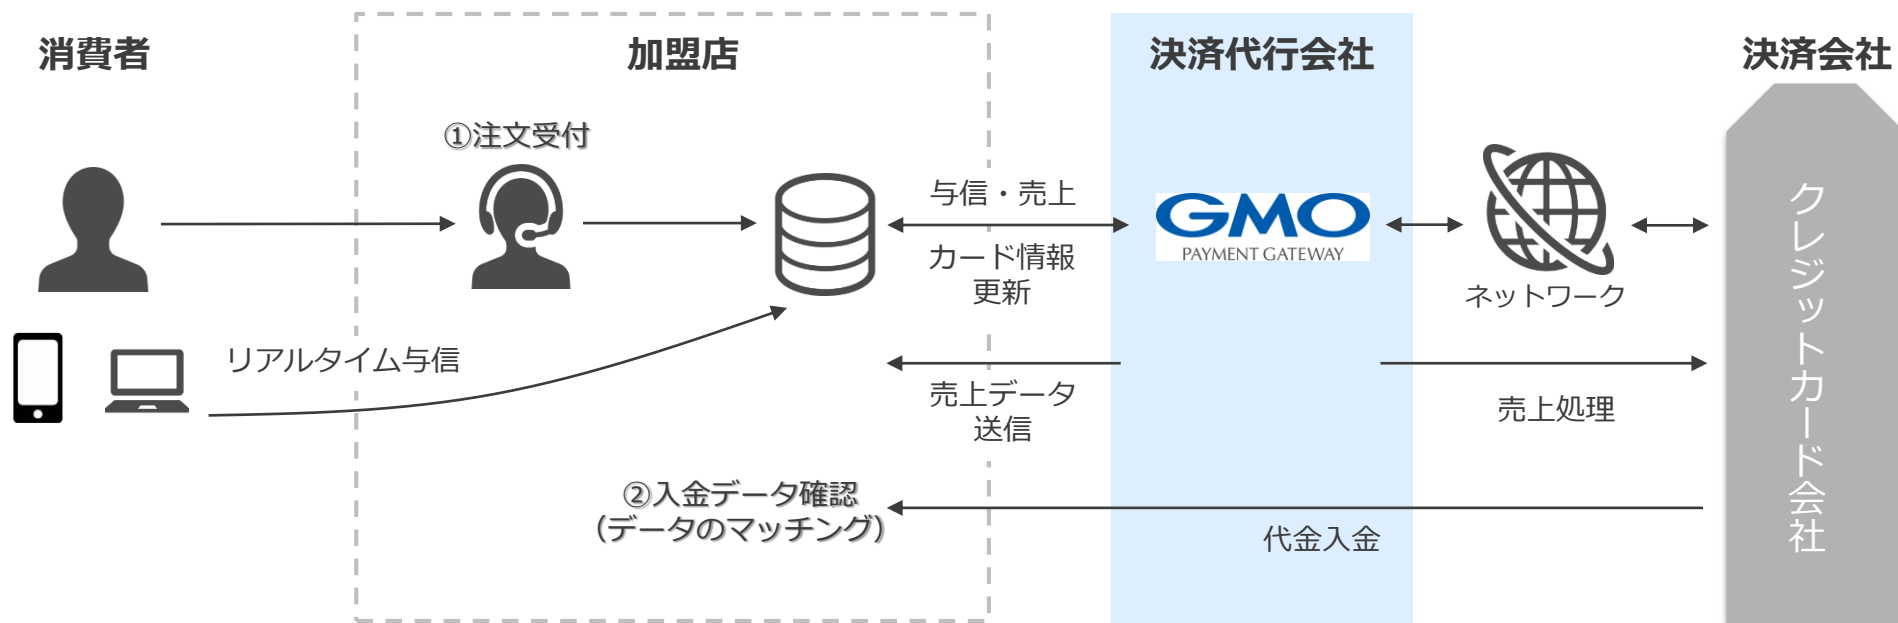 消費者
加盟店
決済代行会社
決済会社
①注文受付
与信・売上
GMO
PAYMENT GATEWAY
カード情報
更新
ネットワーク
クレジットカード会社
リアルタイム与信
売上データ
送信
売上処理
②入金データ確認
（データのマッチング）
代金入金